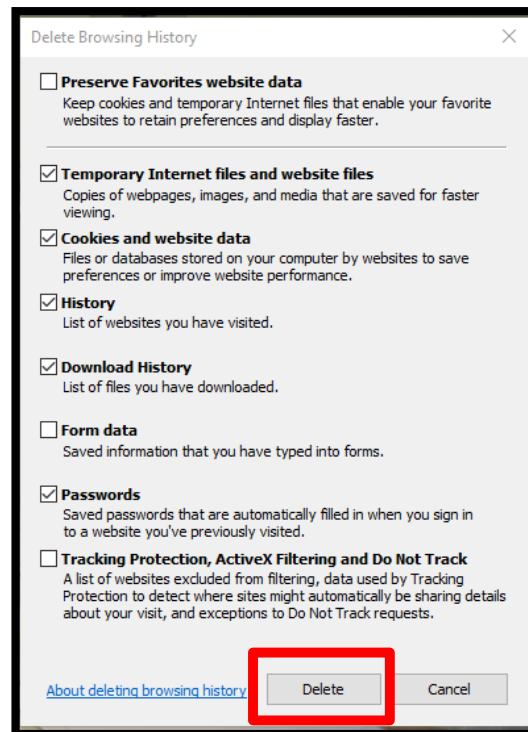 Delete Browsing History
Preserve Favorites website data
Keep cookies and temporary Internet files that enable your favorite
websites to retain preferences and display faster.
Temporary Internet files and website files
Copies of webpages, images, and media that are saved for faster
viewing.
Cookies and website data
Files or databases stored on your computer by websites to save
preferences or improve website performance.
History
List of websites you have visited.
Download History
List of files you have downloaded.
Form data
Saved information that you have typed into forms.
Passwords
Saved passwords that are automatically filled in when you sign in
to a website you've previously visited.
Tracking Protection, ActiveX Filtering and Do Not Track
A list of websites excluded from filtering, data used by Tracking
Protection to detect where sites might automatically be sharing details
about your visit, and exceptions to Do Not Track requests.
About deleting browsing history Delete Cancel